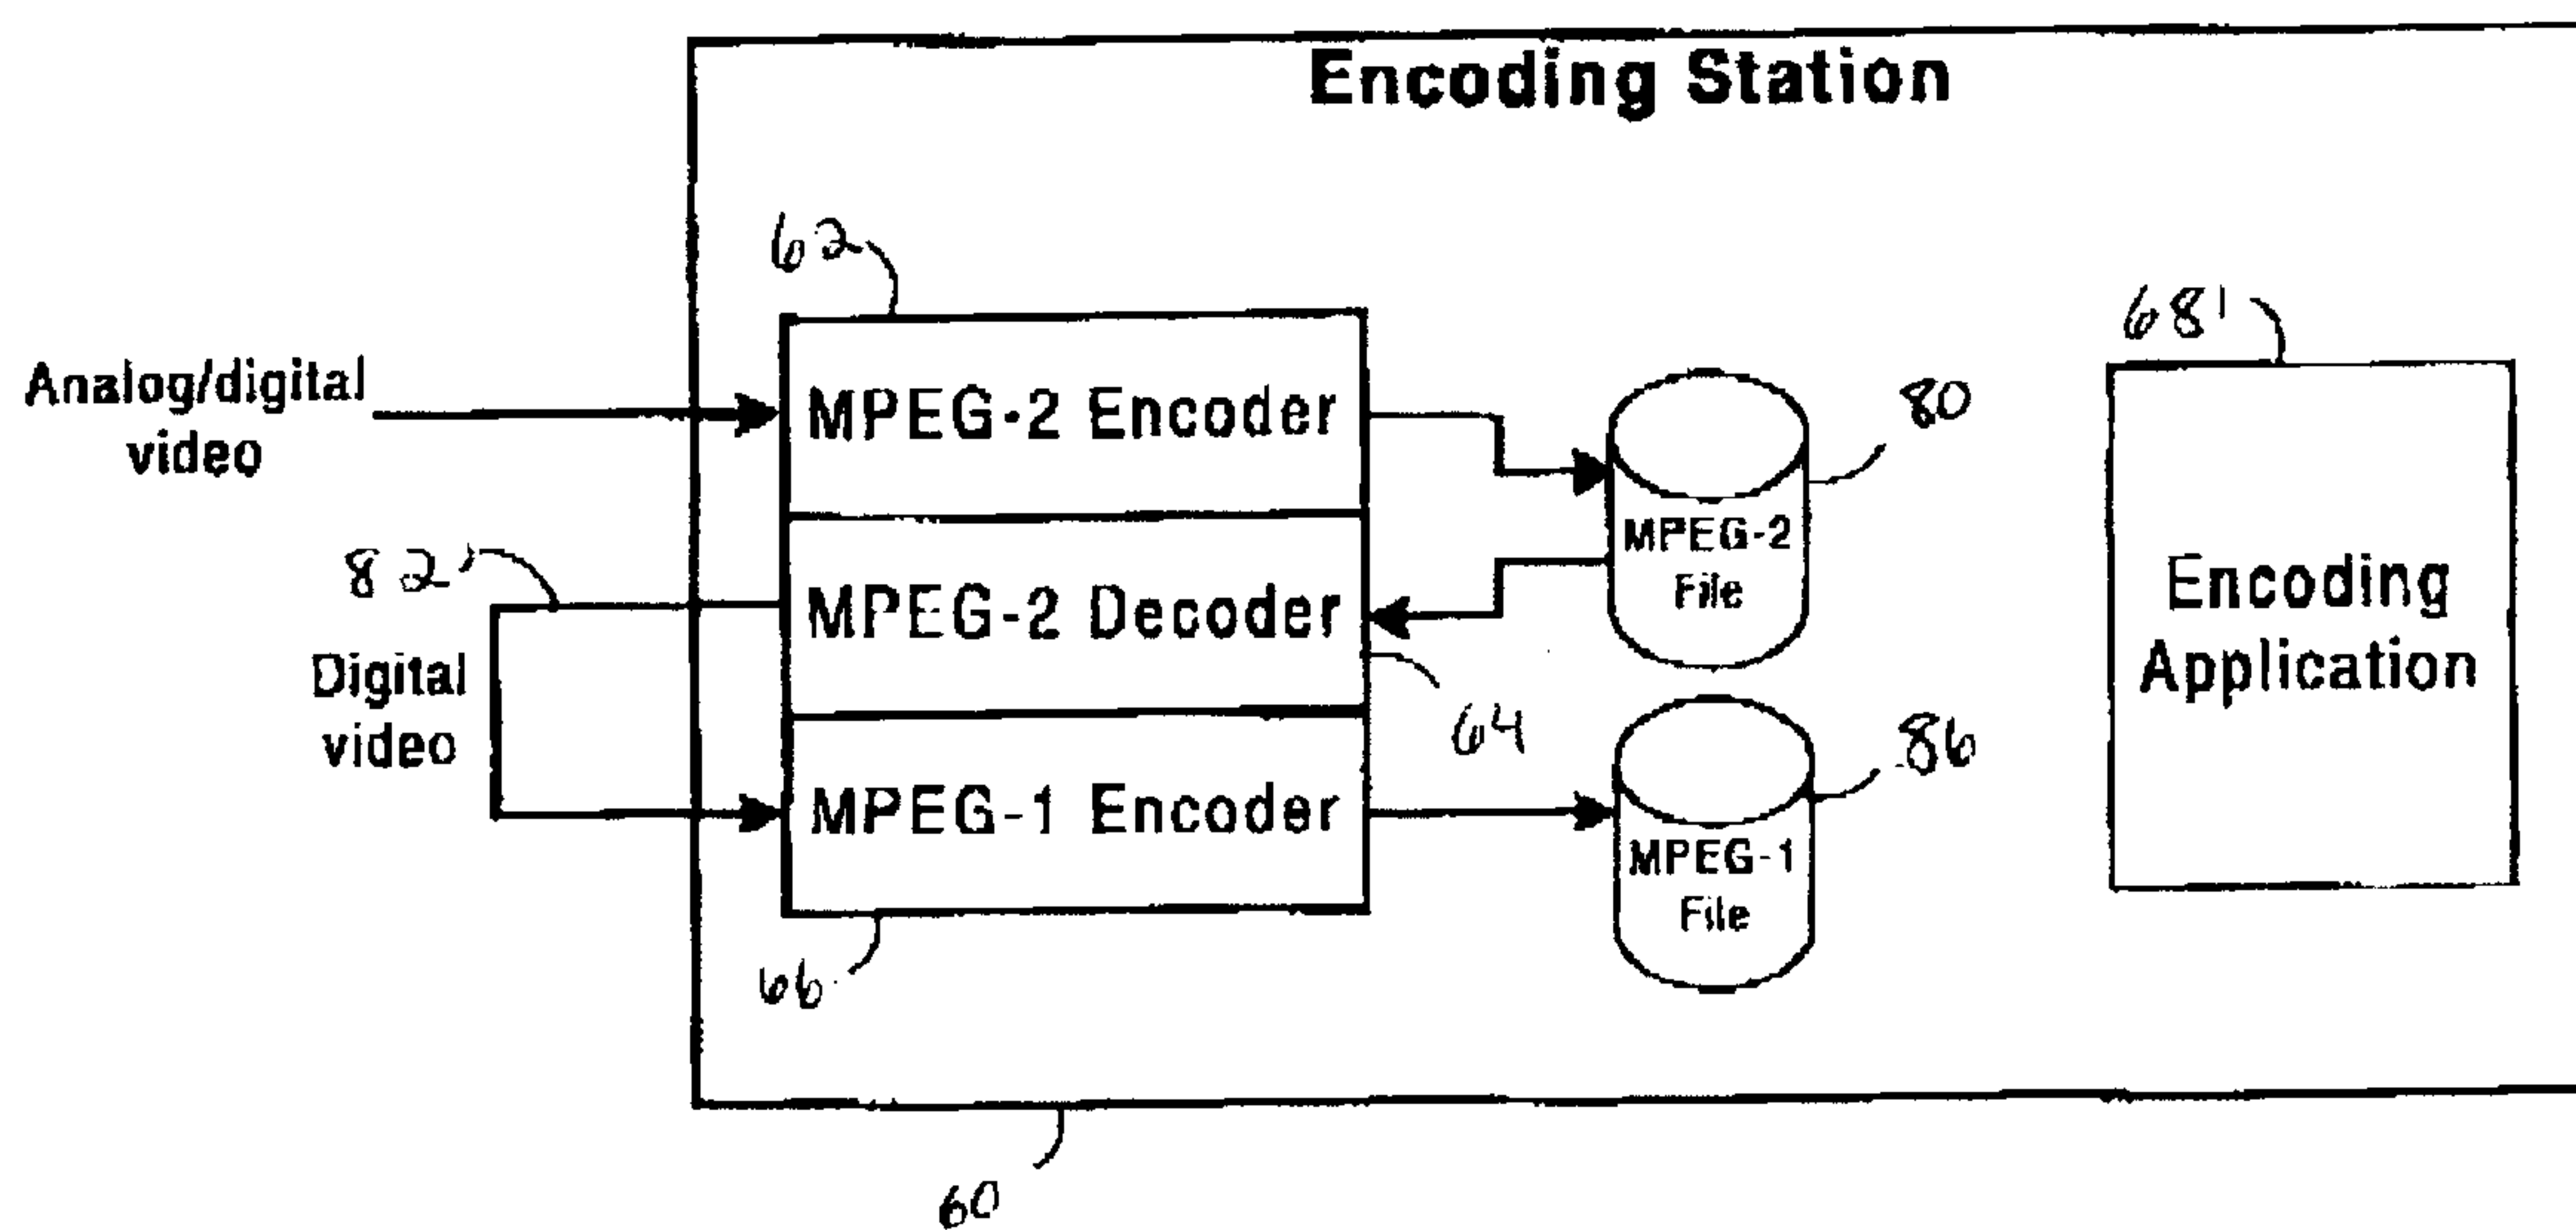 Encoding Station
62
68'
Analog/digital
video
MPEG-2 Encoder
80
MPEG-2
File
82'
MPEG-2 Decoder
Encoding
Application
Digital
video
64
86
MPEG-1 Encoder
MPEG-1
File
66
60